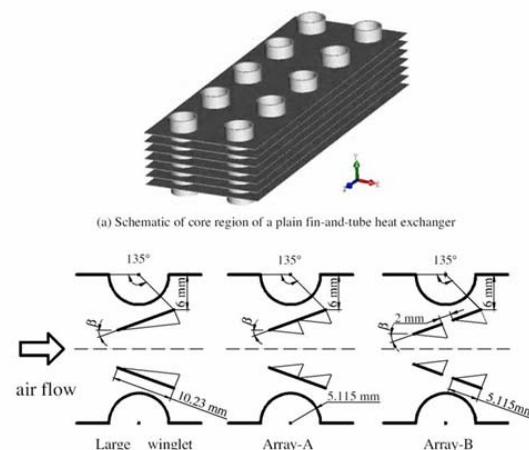 (a) Schematic of core region of a plain fin-and-tube heat exchanger
135° 135° 135°
6 mm 6 mm 6 mm
2 mm
β β β
air flow
10.23 mm 5.115 mm 5.115mm
Large winglet Array-A Array-B